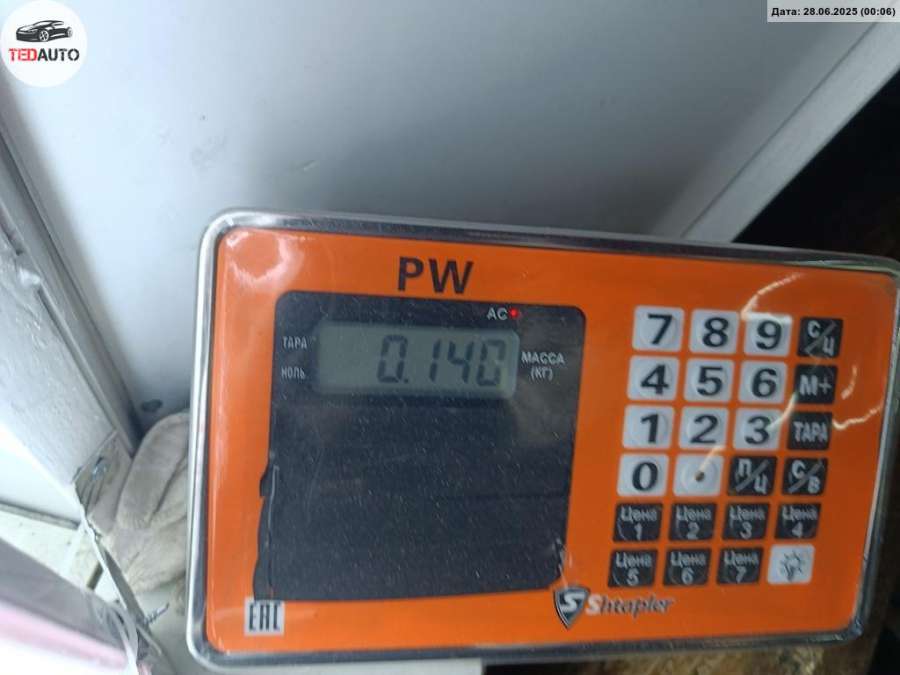 TEDAUTO
Дата: 28.06.2025 (00:06)
PW
AC
ТАРА
НОЛЬ
0.140
МАССА
(КГ)
7 8 9 С/Ц
4 5 6 М+
1 2 3 ТАРА
0 . П/Ц С/В
Цена 1 Цена 2 Цена 3 Цена 4
Цена 5 Цена 6 Цена 7
EAC
S Shtapler